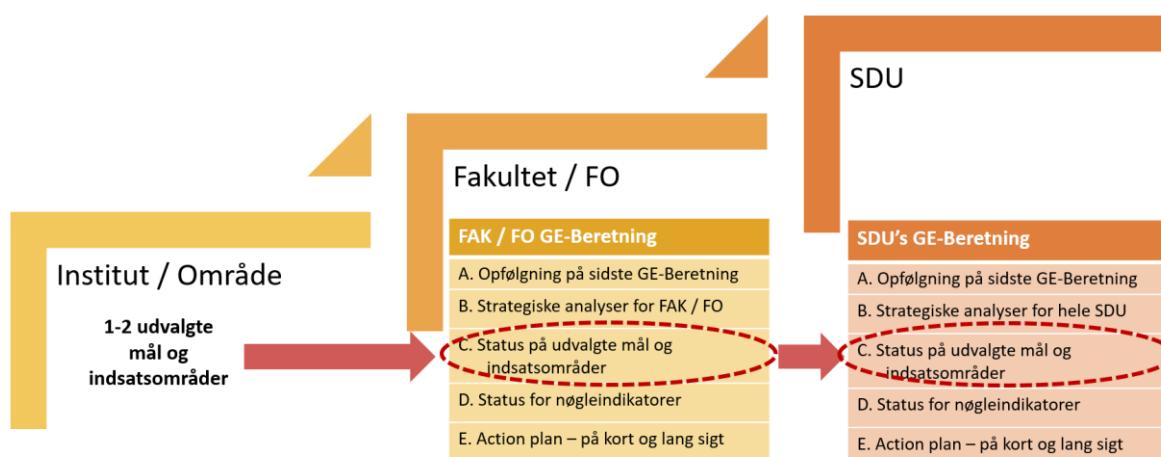 Institut / Område
1-2 udvalgte
mål og
indsatsområder
Fakultet / FO
FAK / FO GE-Beretning
A. Opfølgning på sidste GE-Beretning
B. Strategiske analyser for FAK / FO
C. Status på udvalgte mål og
indsatsområder
D. Status for nøgleindikatorer
E. Action plan – på kort og lang sigt
SDU
SDU's GE-Beretning
A. Opfølgning på sidste GE-Beretning
B. Strategiske analyser for hele SDU
C. Status på udvalgte mål og
indsatsområder
D. Status for nøgleindikatorer
E. Action plan – på kort og lang sigt